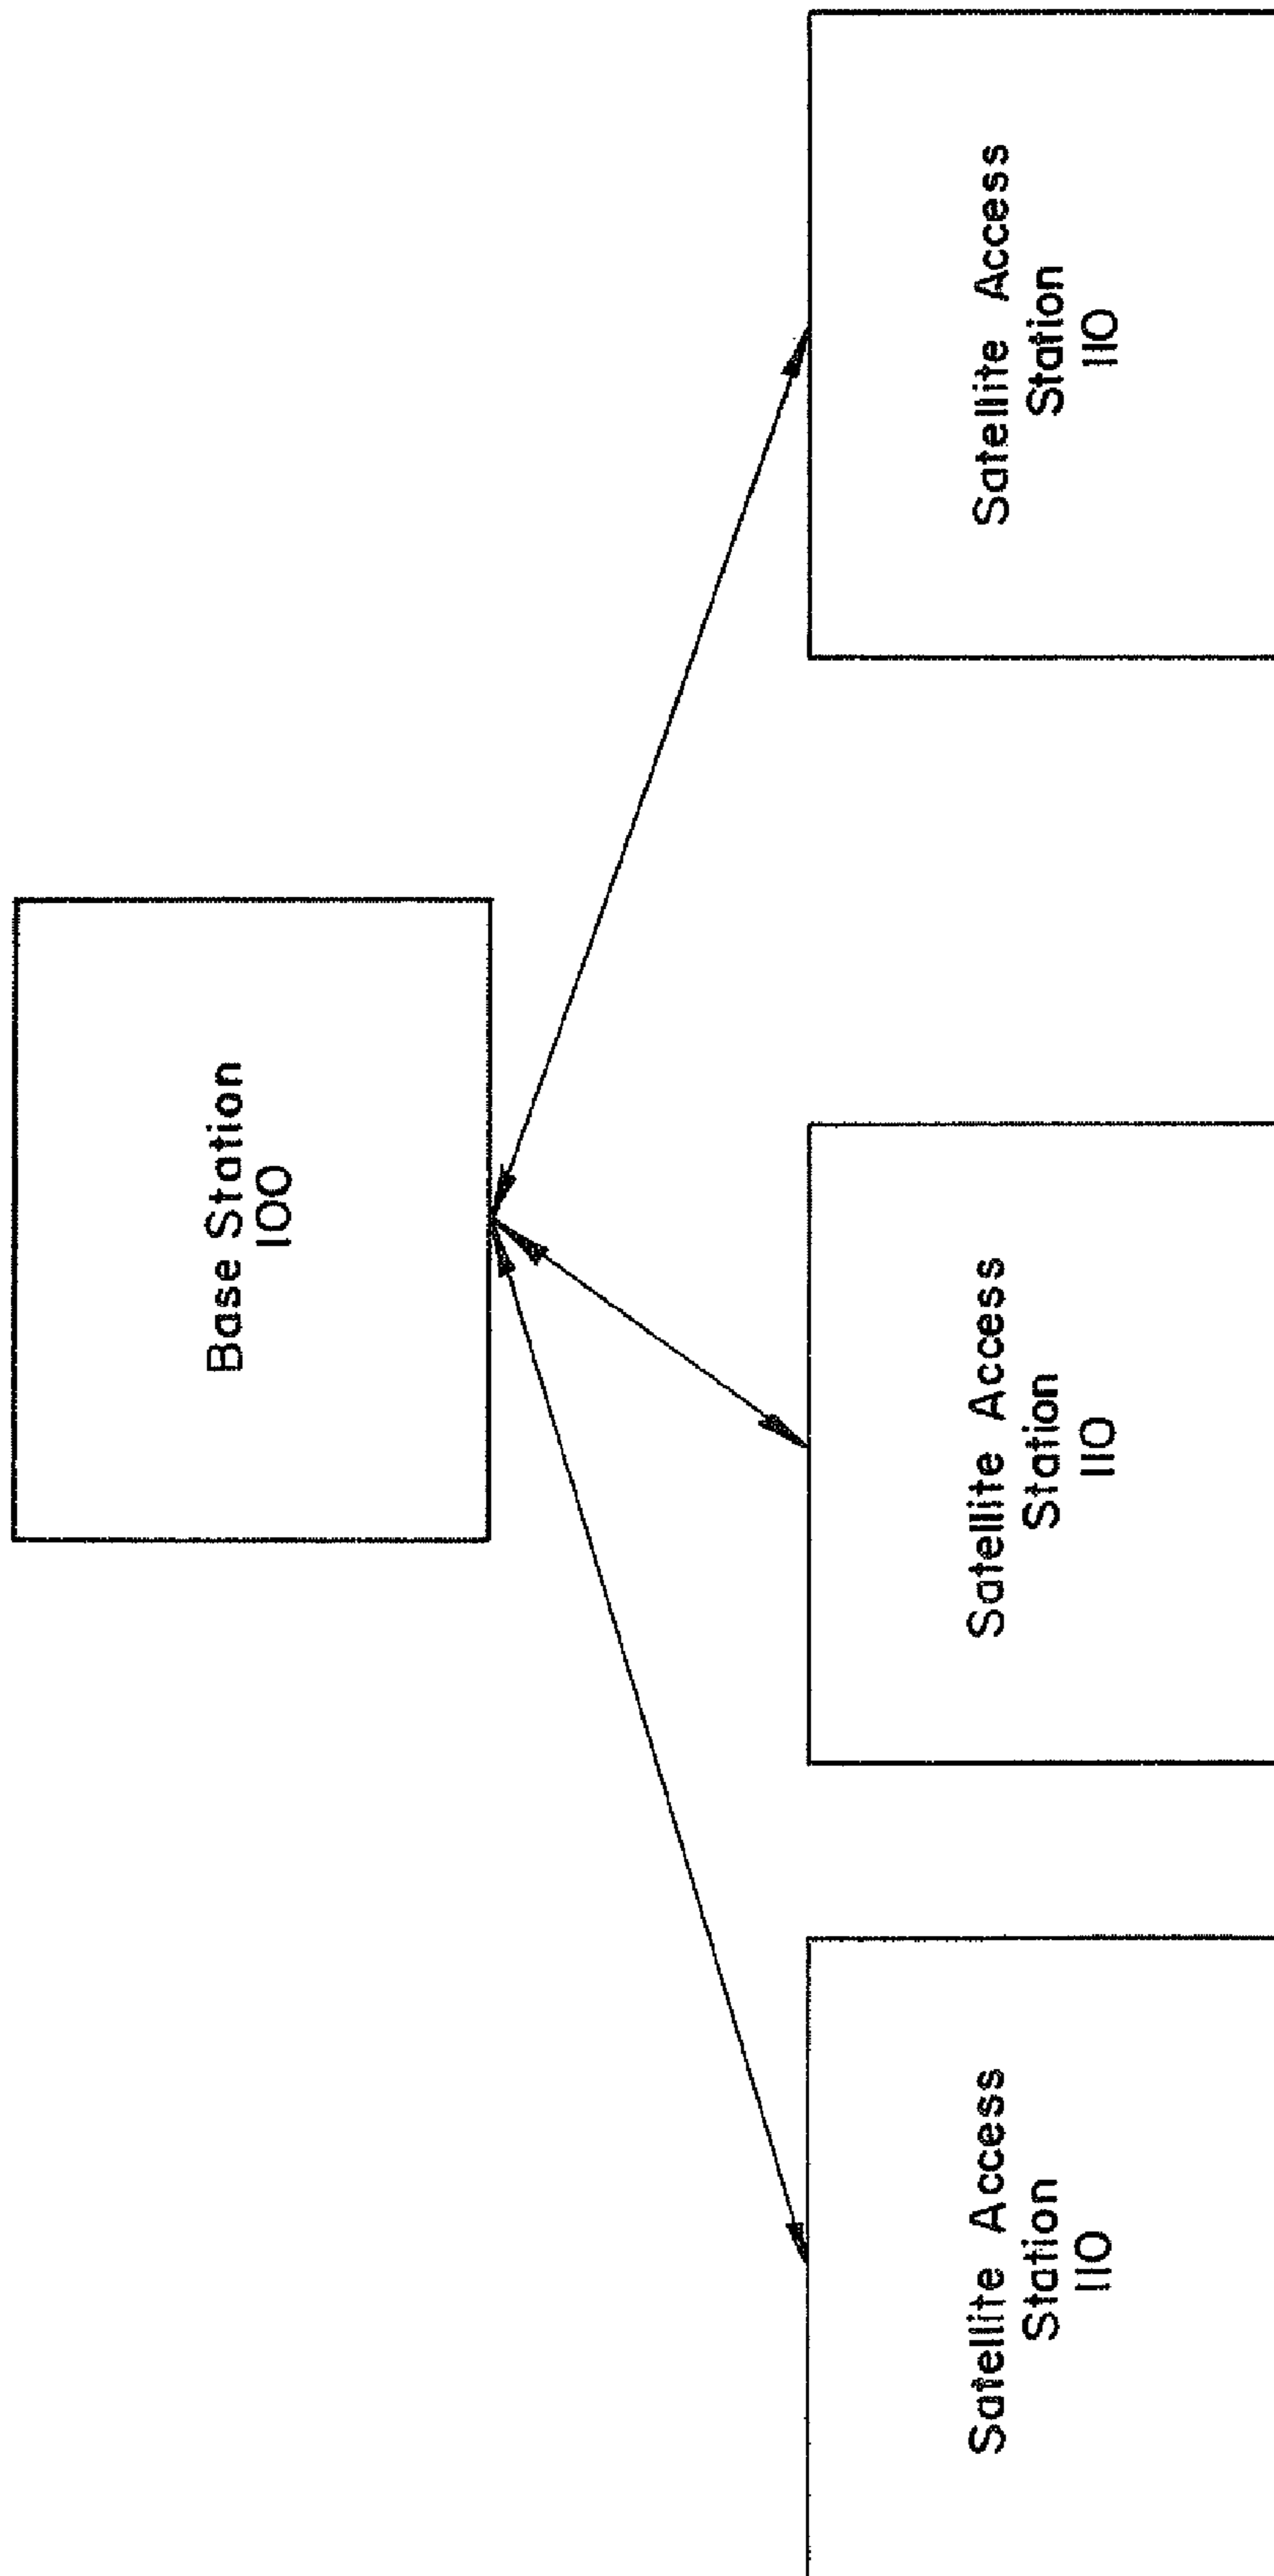 Base Station
100
Satellite Access
Station
110
Satellite Access
Station
110
Satellite Access
Station
110